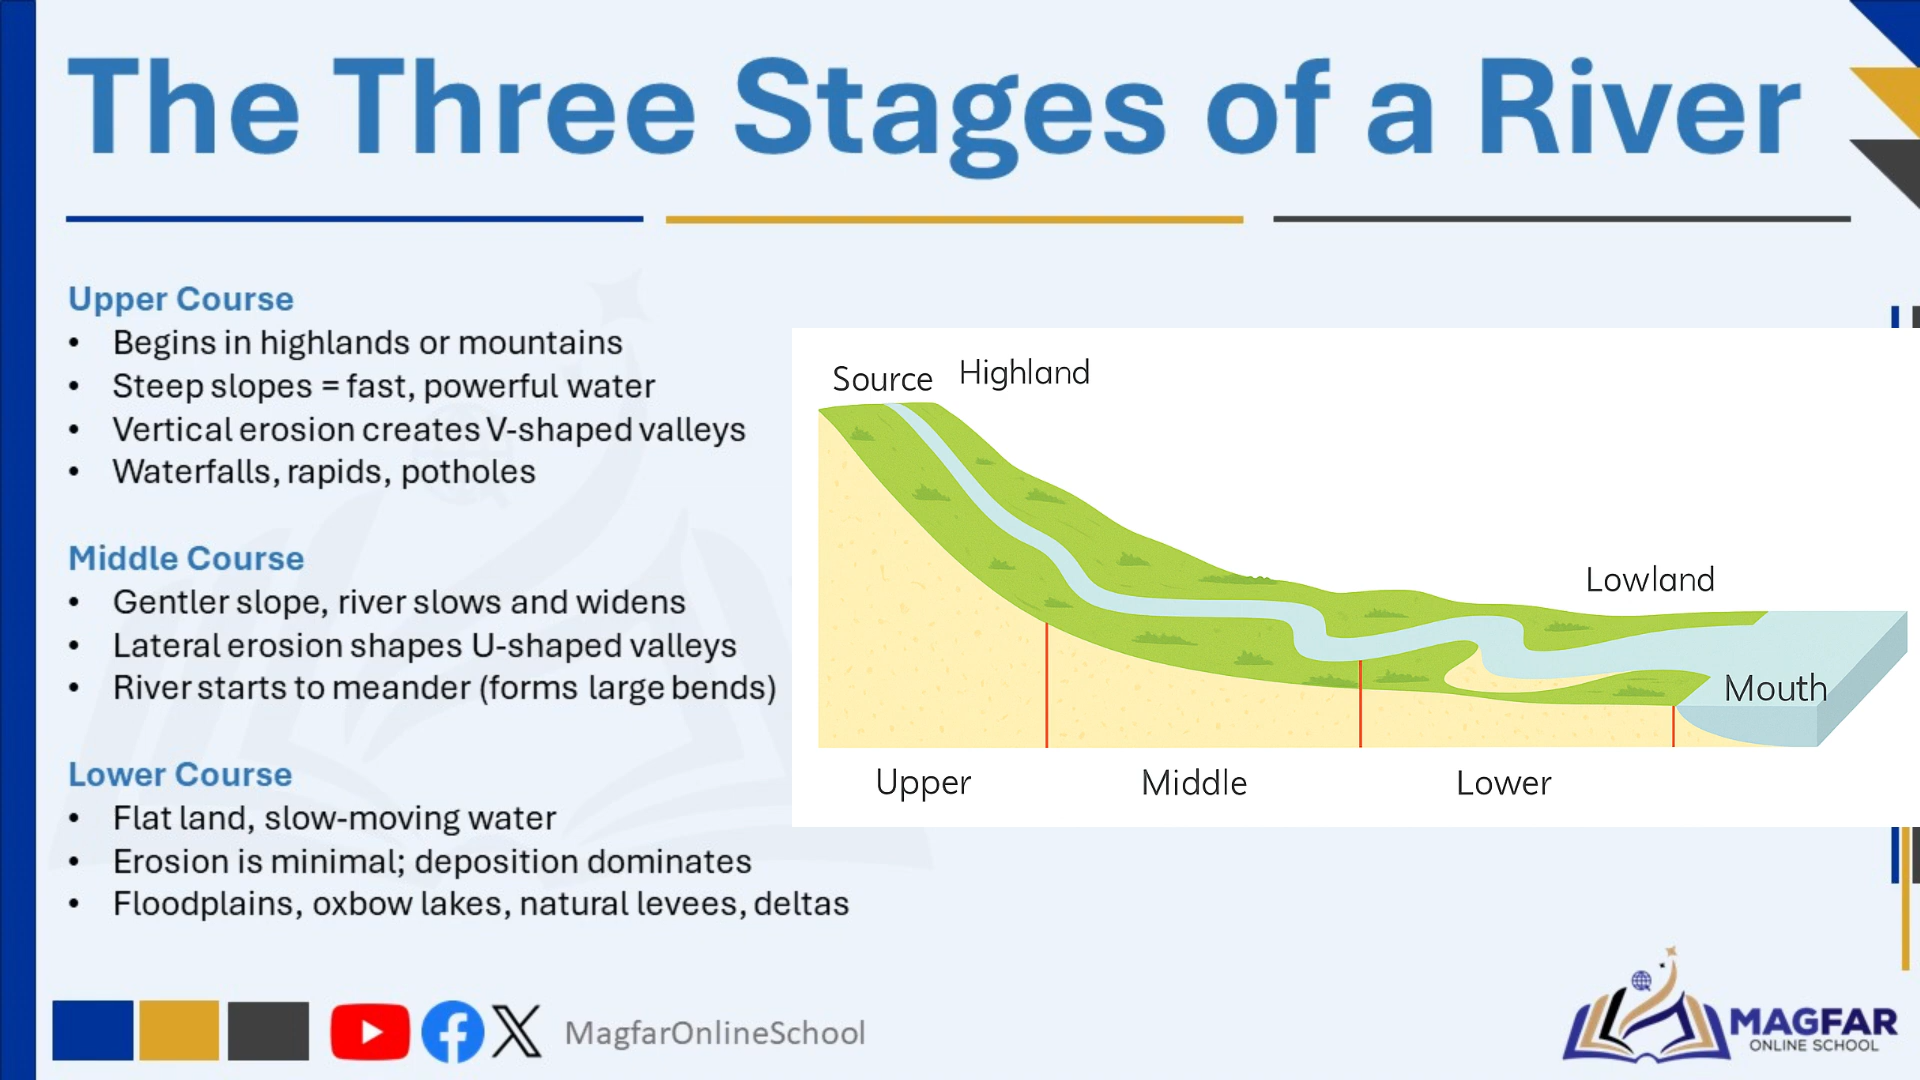 The Three Stages of a River
Upper Course
• Begins in highlands or mountains
• Steep slopes = fast, powerful water
• Vertical erosion creates V-shaped valleys
• Waterfalls, rapids, potholes
Middle Course
• Gentler slope, river slows and widens
• Lateral erosion shapes U-shaped valleys
• River starts to meander (forms large bends)
Lower Course
• Flat land, slow-moving water
• Erosion is minimal; deposition dominates
• Floodplains, oxbow lakes, natural levees, deltas
Source Highland
Lowland
Mouth
Upper Middle Lower
MagfarOnlineSchool
MAGFAR
ONLINE SCHOOL